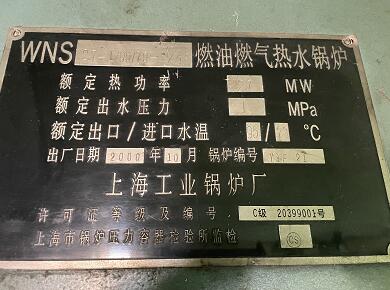 WNS 燃油燃气热水锅炉
额定热功率 MW
额定出水压力 1 MPa
额定出口/进口水温 95/ ℃
出厂日期 2000 年 10 月 锅炉编号
上海工业锅炉厂
许可证等级及编号. C级 20399001号
上海市锅炉压力容器检验所监检 CS